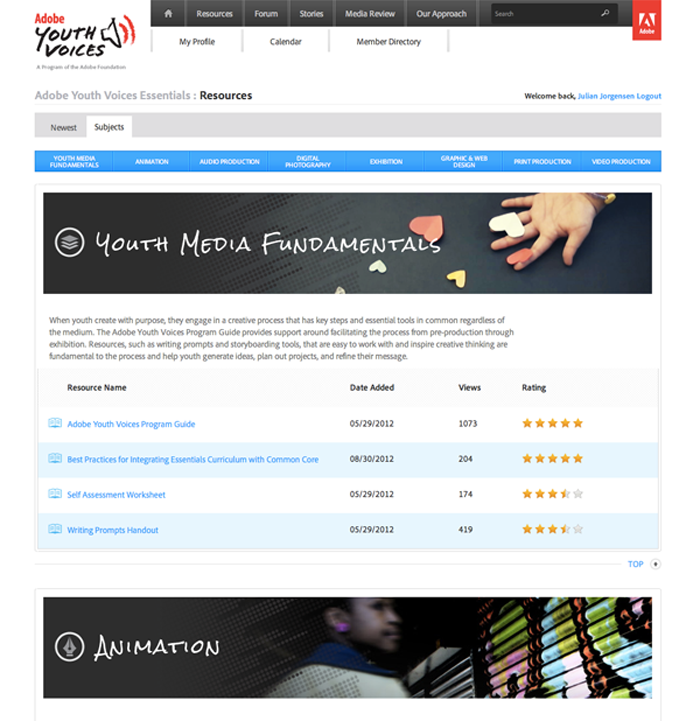 Adobe
YOUTH
VOICES
A Program of the Adobe Foundation
Resources Forum Stories Media Review Our Approach Search
Adobe
My Profile Calendar Member Directory
Adobe Youth Voices Essentials : Resources
Welcome back, Julian Jorgensen Logout
Newest Subjects
YOUTH MEDIA FUNDAMENTALS ANIMATION AUDIO PRODUCTION DIGITAL PHOTOGRAPHY EXHIBITION GRAPHIC & WEB DESIGN PRINT PRODUCTION VIDEO PRODUCTION
YOUTH MEDIA FUNDAMENTALS
When youth create with purpose, they engage in a creative process that has key steps and essential tools in common regardless of
the medium. The Adobe Youth Voices Program Guide provides support around facilitating the process from pre-production through
exhibition. Resources, such as writing prompts and storyboarding tools, that are easy to work with and inspire creative thinking are
fundamental to the process and help youth generate ideas, plan out projects, and refine their message.
Resource Name Date Added Views Rating
Adobe Youth Voices Program Guide 05/29/2012 1073
Best Practices for Integrating Essentials Curriculum with Common Core 08/30/2012 204
Self Assessment Worksheet 05/29/2012 174
Writing Prompts Handout 05/29/2012 419
TOP
ANIMATION